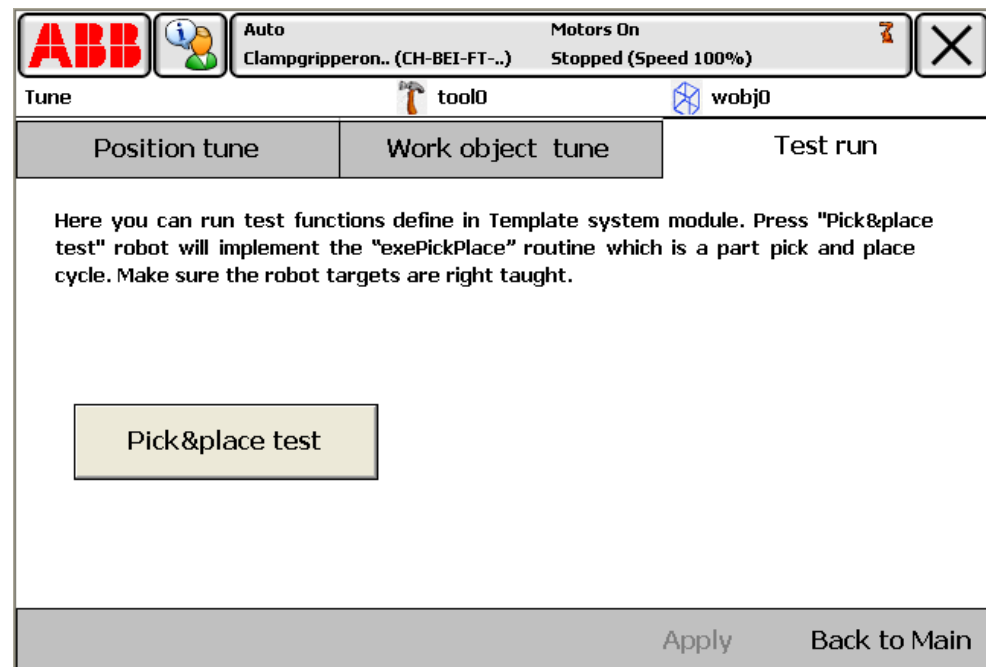 ABB
Auto Motors On
Clampgripperon.. (CH-BEI-FT-..) Stopped (Speed 100%)
Tune tool0 wobj0
Position tune Work object tune Test run
Here you can run test functions define in Template system module. Press "Pick&place
test" robot will implement the "exePickPlace" routine which is a part pick and place
cycle. Make sure the robot targets are right taught.
Pick&place test
Apply Back to Main